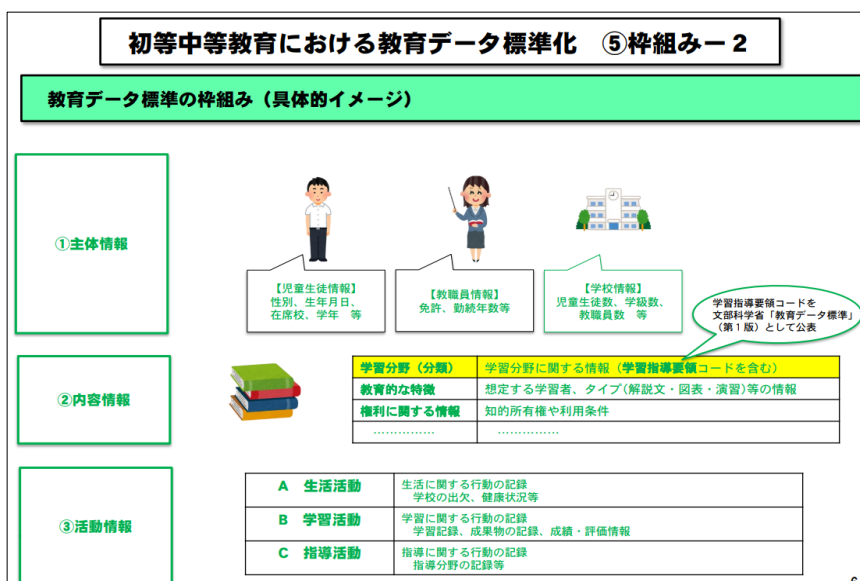 初等中等教育における教育データ標準化　⑤枠組みー２
教育データ標準の枠組み（具体的イメージ）
①主体情報
【児童生徒情報】
性別、生年月日、
在席校、学年　等
【教職員情報】
免許、勤続年数等
【学校情報】
児童生徒数、学級数、
教職員数　等
学習指導要領コードを
文部科学省「教育データ標準」
（第１版）として公表
②内容情報
学習分野（分類）　学習分野に関する情報（学習指導要領コードを含む）
教育的な特徴　想定する学習者、タイプ(解説文・図表・演習)等の情報
権利に関する情報　知的所有権や利用条件
……………　……………
③活動情報
A　生活活動　生活に関する行動の記録
学校の出欠、健康状況等
B　学習活動　学習に関する行動の記録
学習記録、成果物の記録、成績・評価情報
C　指導活動　指導に関する行動の記録
指導分野の記録等